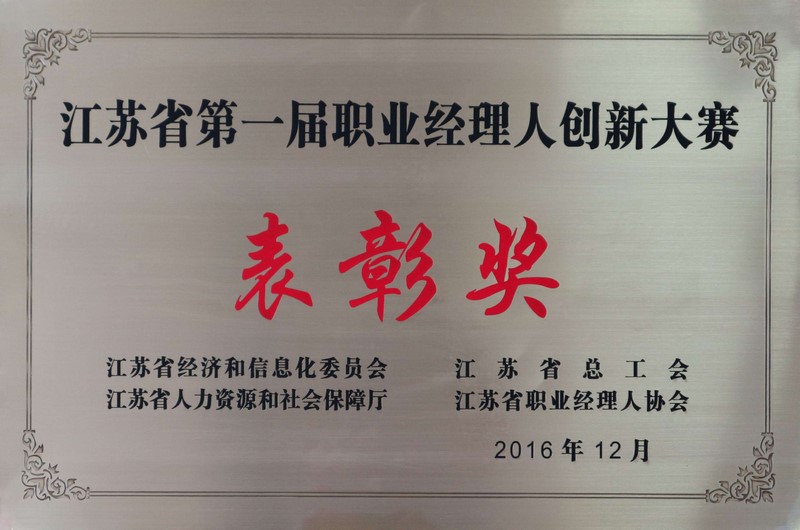 江苏省第一届职业经理人创新大赛
表彰奖
江苏省经济和信息化委员会 江苏省总工会
江苏省人力资源和社会保障厅 江苏省职业经理人协会
2016年12月